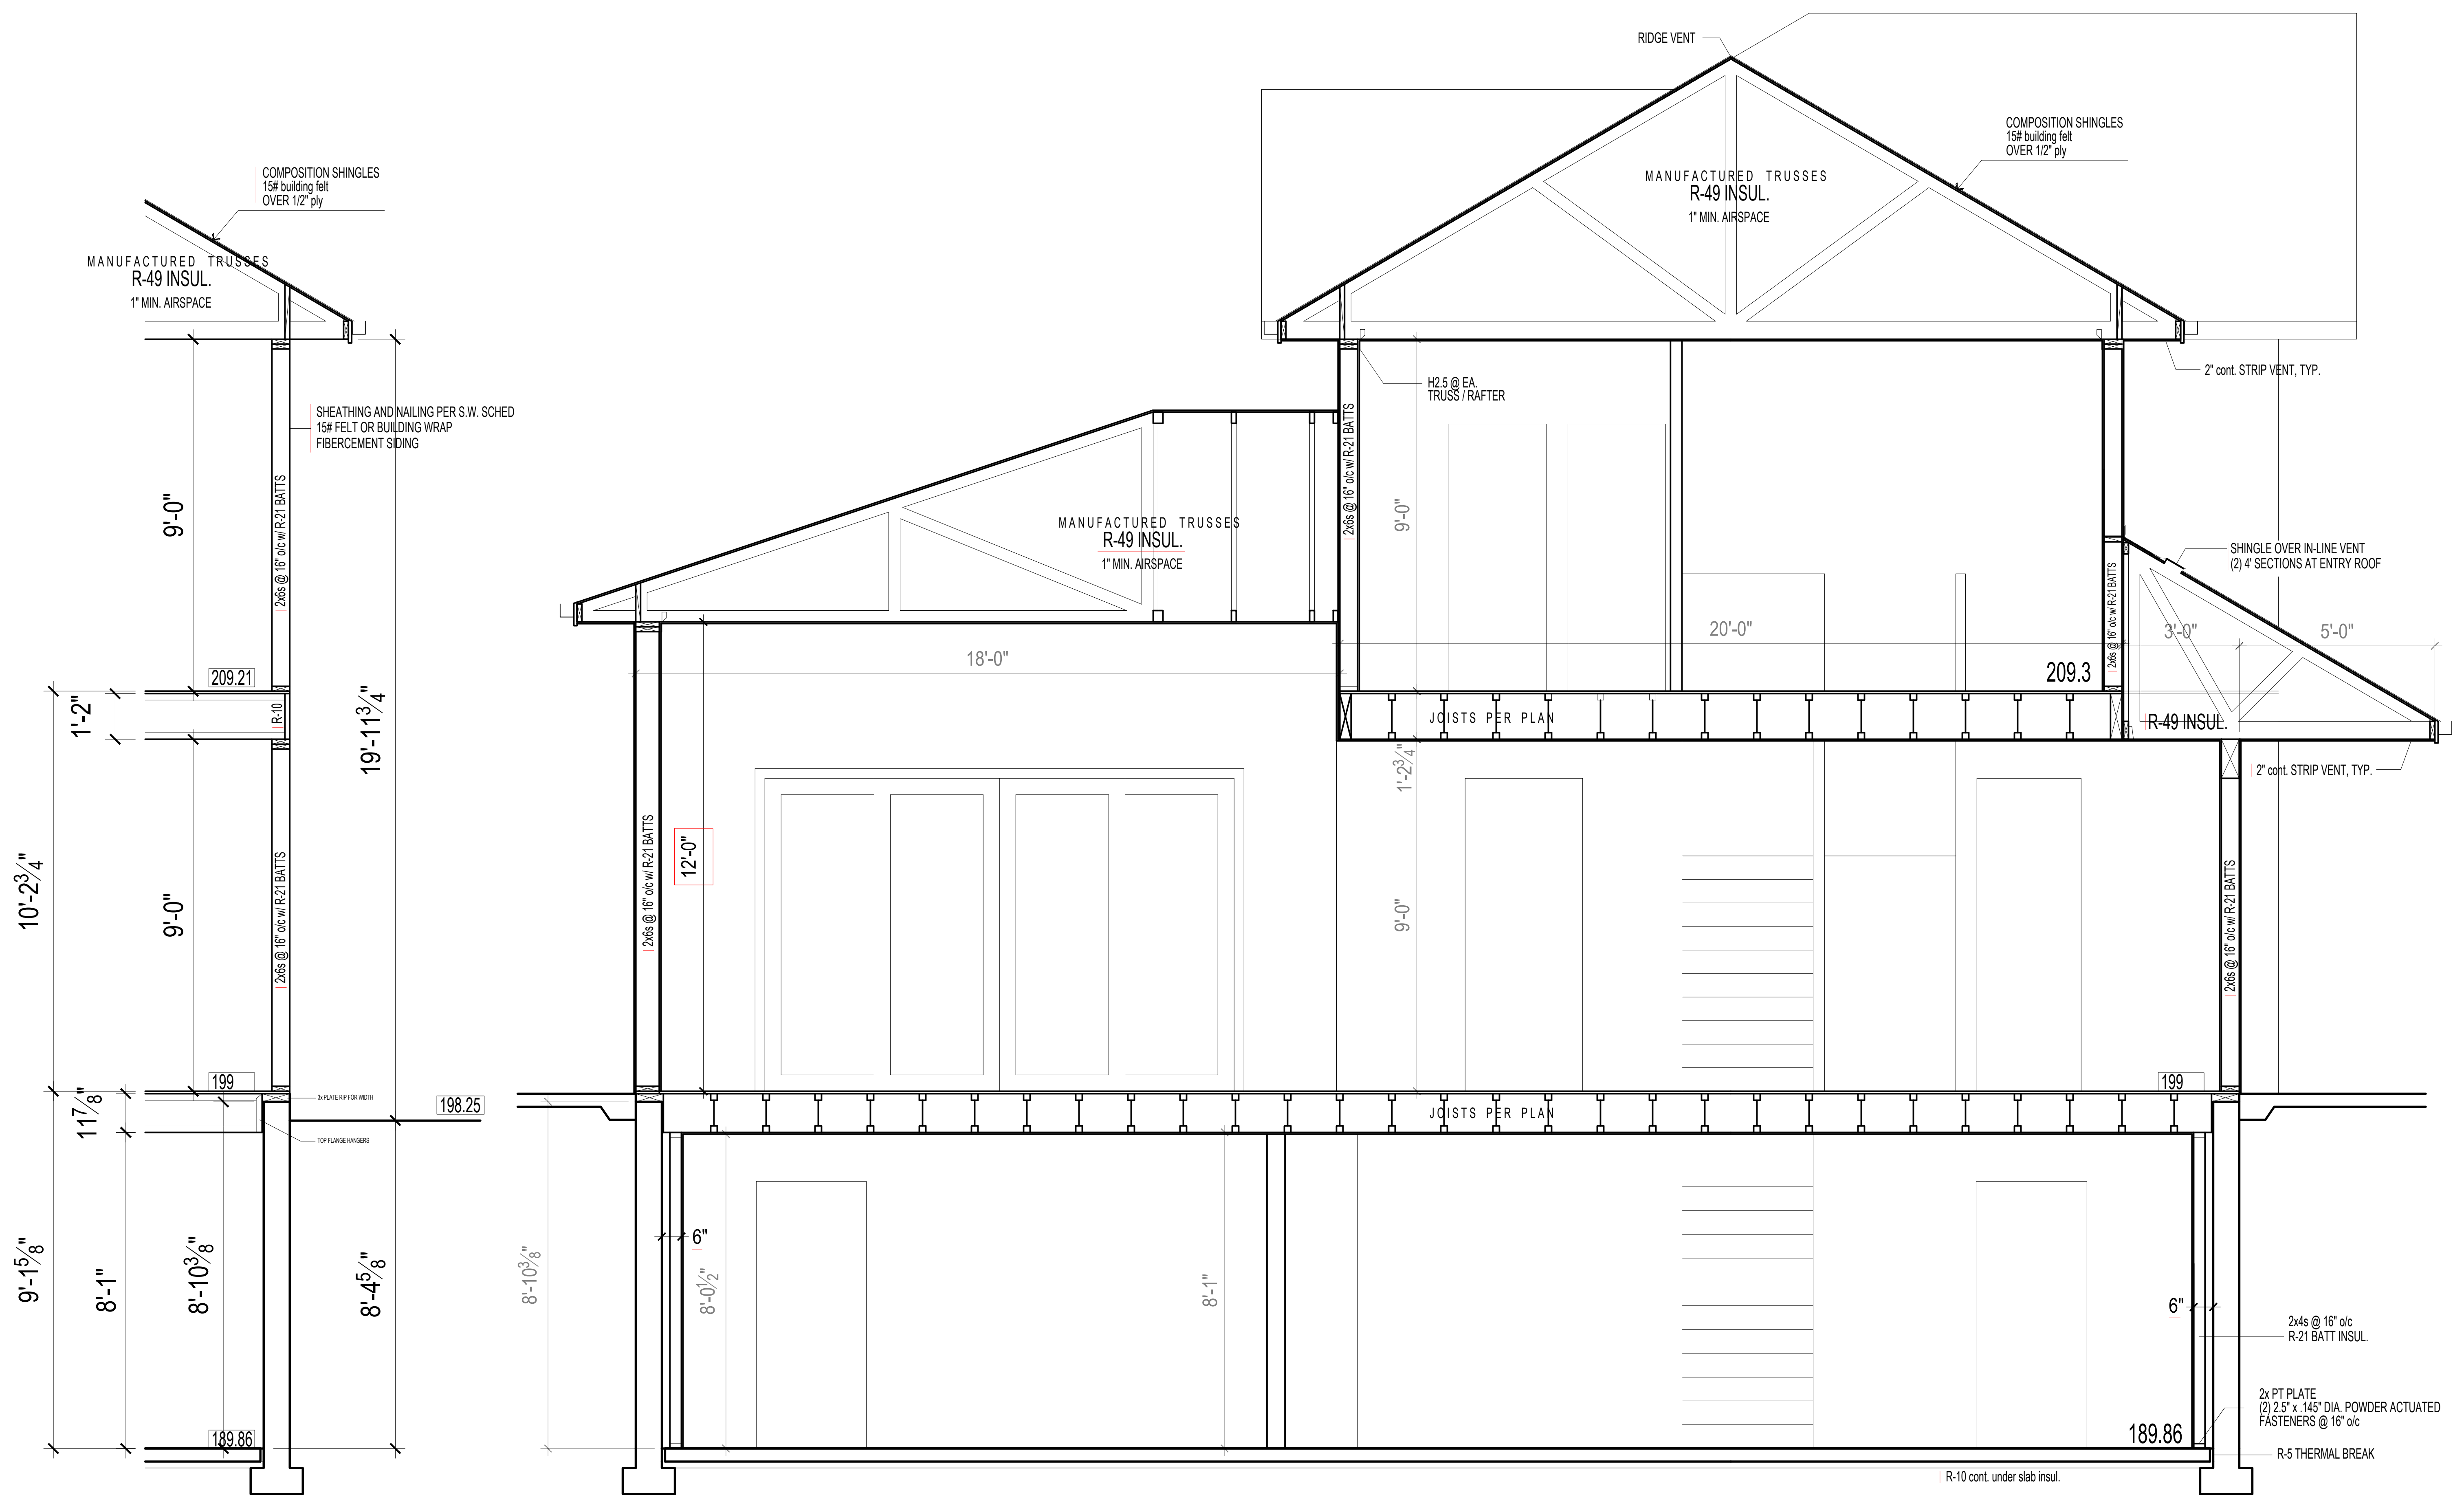 RIDGE VENT
COMPOSITION SHINGLES
15# building felt
OVER 1/2" ply
MANUFACTURED TRUSSES
R-49 INSUL.
1" MIN. AIRSPACE
COMPOSITION SHINGLES
15# building felt
OVER 1/2" ply
MANUFACTURED TRUSSES
R-49 INSUL.
1" MIN. AIRSPACE
2" cont. STRIP VENT, TYP.
H2.5 @ EA.
TRUSS / RAFTER
SHEATHING AND NAILING PER S.W. SCHED
15# FELT OR BUILDING WRAP
FIBERCEMENT SIDING
9'-0"
2x6s @ 16" o/c w/ R-21 BATTS
2x6s @ 16" o/c w/ R-21 BATTS
9'-0"
MANUFACTURED TRUSSES
R-49 INSUL.
1" MIN. AIRSPACE
SHINGLE OVER IN-LINE VENT
(2) 4' SECTIONS AT ENTRY ROOF
2x6s @ 16" o/c w/ R-21 BATTS
18'-0"
20'-0"
3'-0"
5'-0"
209.21
209.3
1'-2"
R-10
19'-11 3/4"
JOISTS PER PLAN
R-49 INSUL.
1'-2 3/4"
2" cont. STRIP VENT, TYP.
10'-2 3/4"
9'-0"
2x6s @ 16" o/c w/ R-21 BATTS
2x6s @ 16" o/c w/ R-21 BATTS
12'-0"
9'-0"
2x6s @ 16" o/c w/ R-21 BATTS
199
199
3x PLATE RIP FOR WIDTH
198.25
11 7/8"
TOP FLANGE HANGERS
JOISTS PER PLAN
9'-1 5/8"
8'-1"
8'-10 3/8"
8'-4 5/8"
8'-10 3/8"
6"
8'-0 1/2"
8'-1"
6"
2x4s @ 16" o/c
R-21 BATT INSUL.
2x PT PLATE
(2) 2.5" x .145" DIA. POWDER ACTUATED
FASTENERS @ 16" o/c
189.86
189.86
R-5 THERMAL BREAK
R-10 cont. under slab insul.